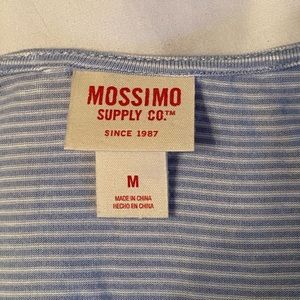 MOSSIMO
SUPPLY CO.™
SINCE 1987
M
MADE IN CHINA
HECHO EN CHINA